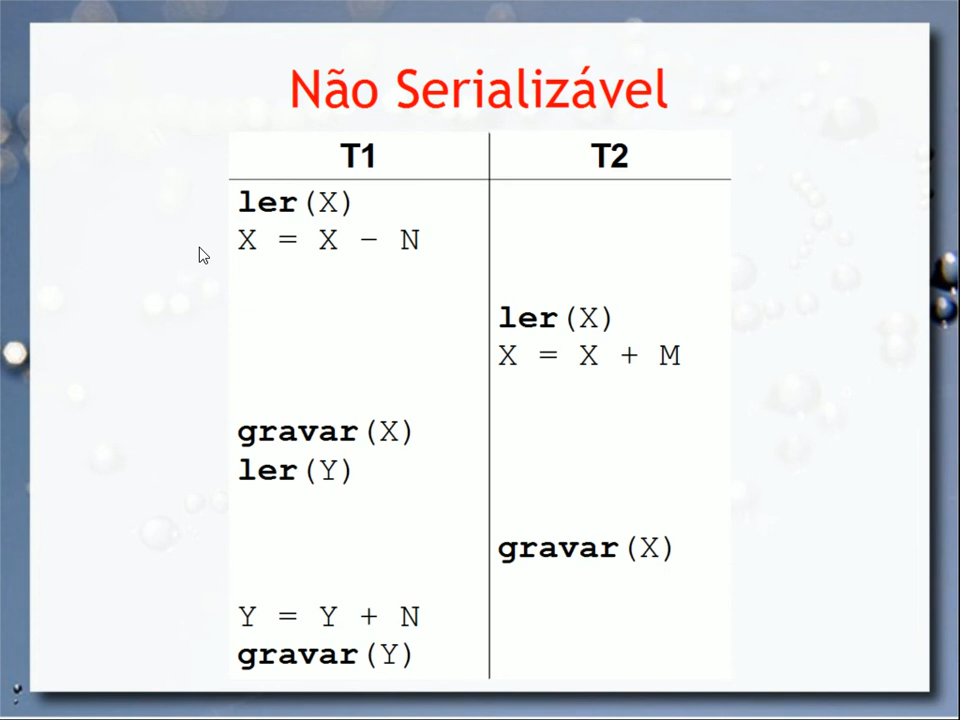 Não Serializável
T1 T2
ler(X)
X = X − N
ler(X)
X = X + M
gravar(X)
ler(Y)
gravar(X)
Y = Y + N
gravar(Y)